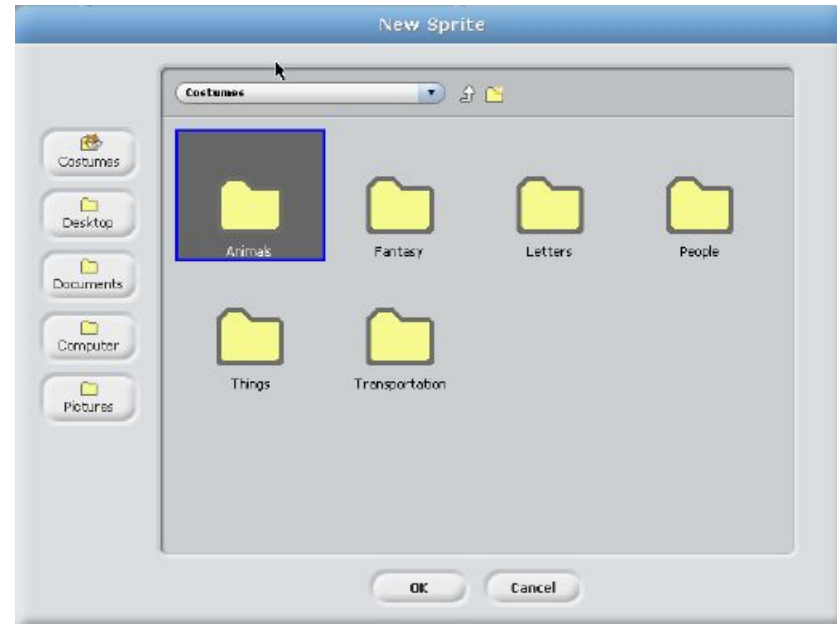 New Sprite
Costumes
Costumes
Desktop
Documents
Computer
Pictures
Animals
Fantasy
Letters
People
Things
Transportation
OK
Cancel